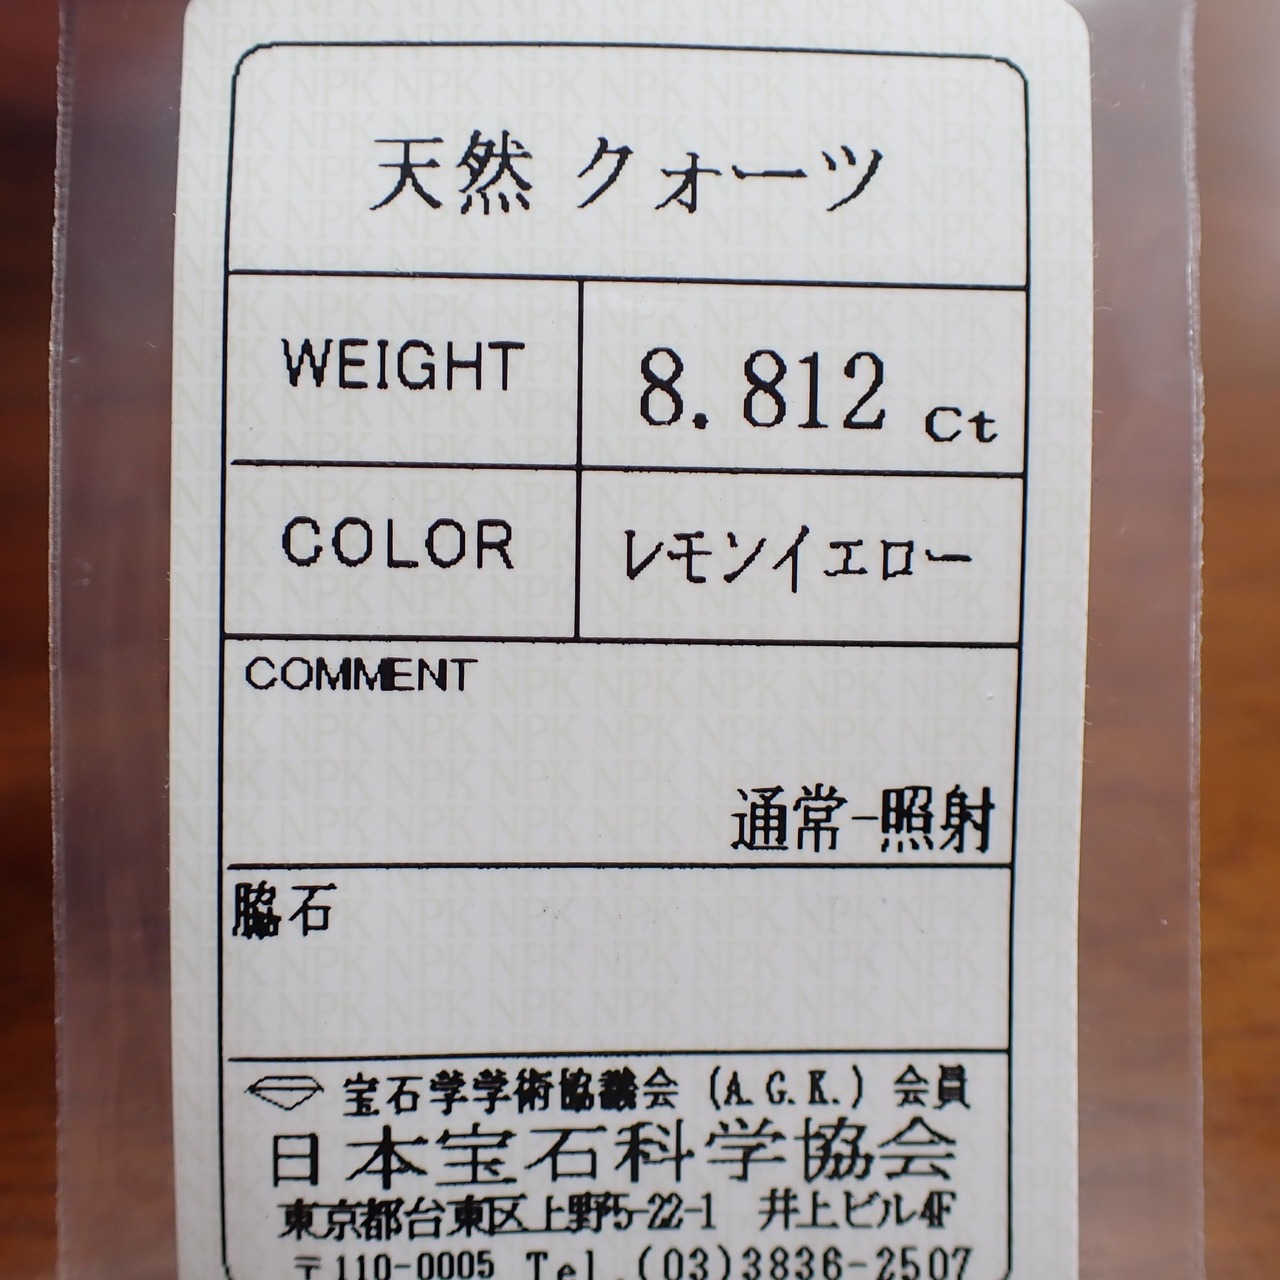 天然 クォーツ
WEIGHT 8.812 Ct
COLOR レモンイエロー
COMMENT
通常-照射
脇石
宝石学学術協議会 (A.G.K.) 会員
日本宝石科学協会
東京都台東区上野5-22-1 井上ビル4F
〒110-0005 Tel.(03)3836-2507